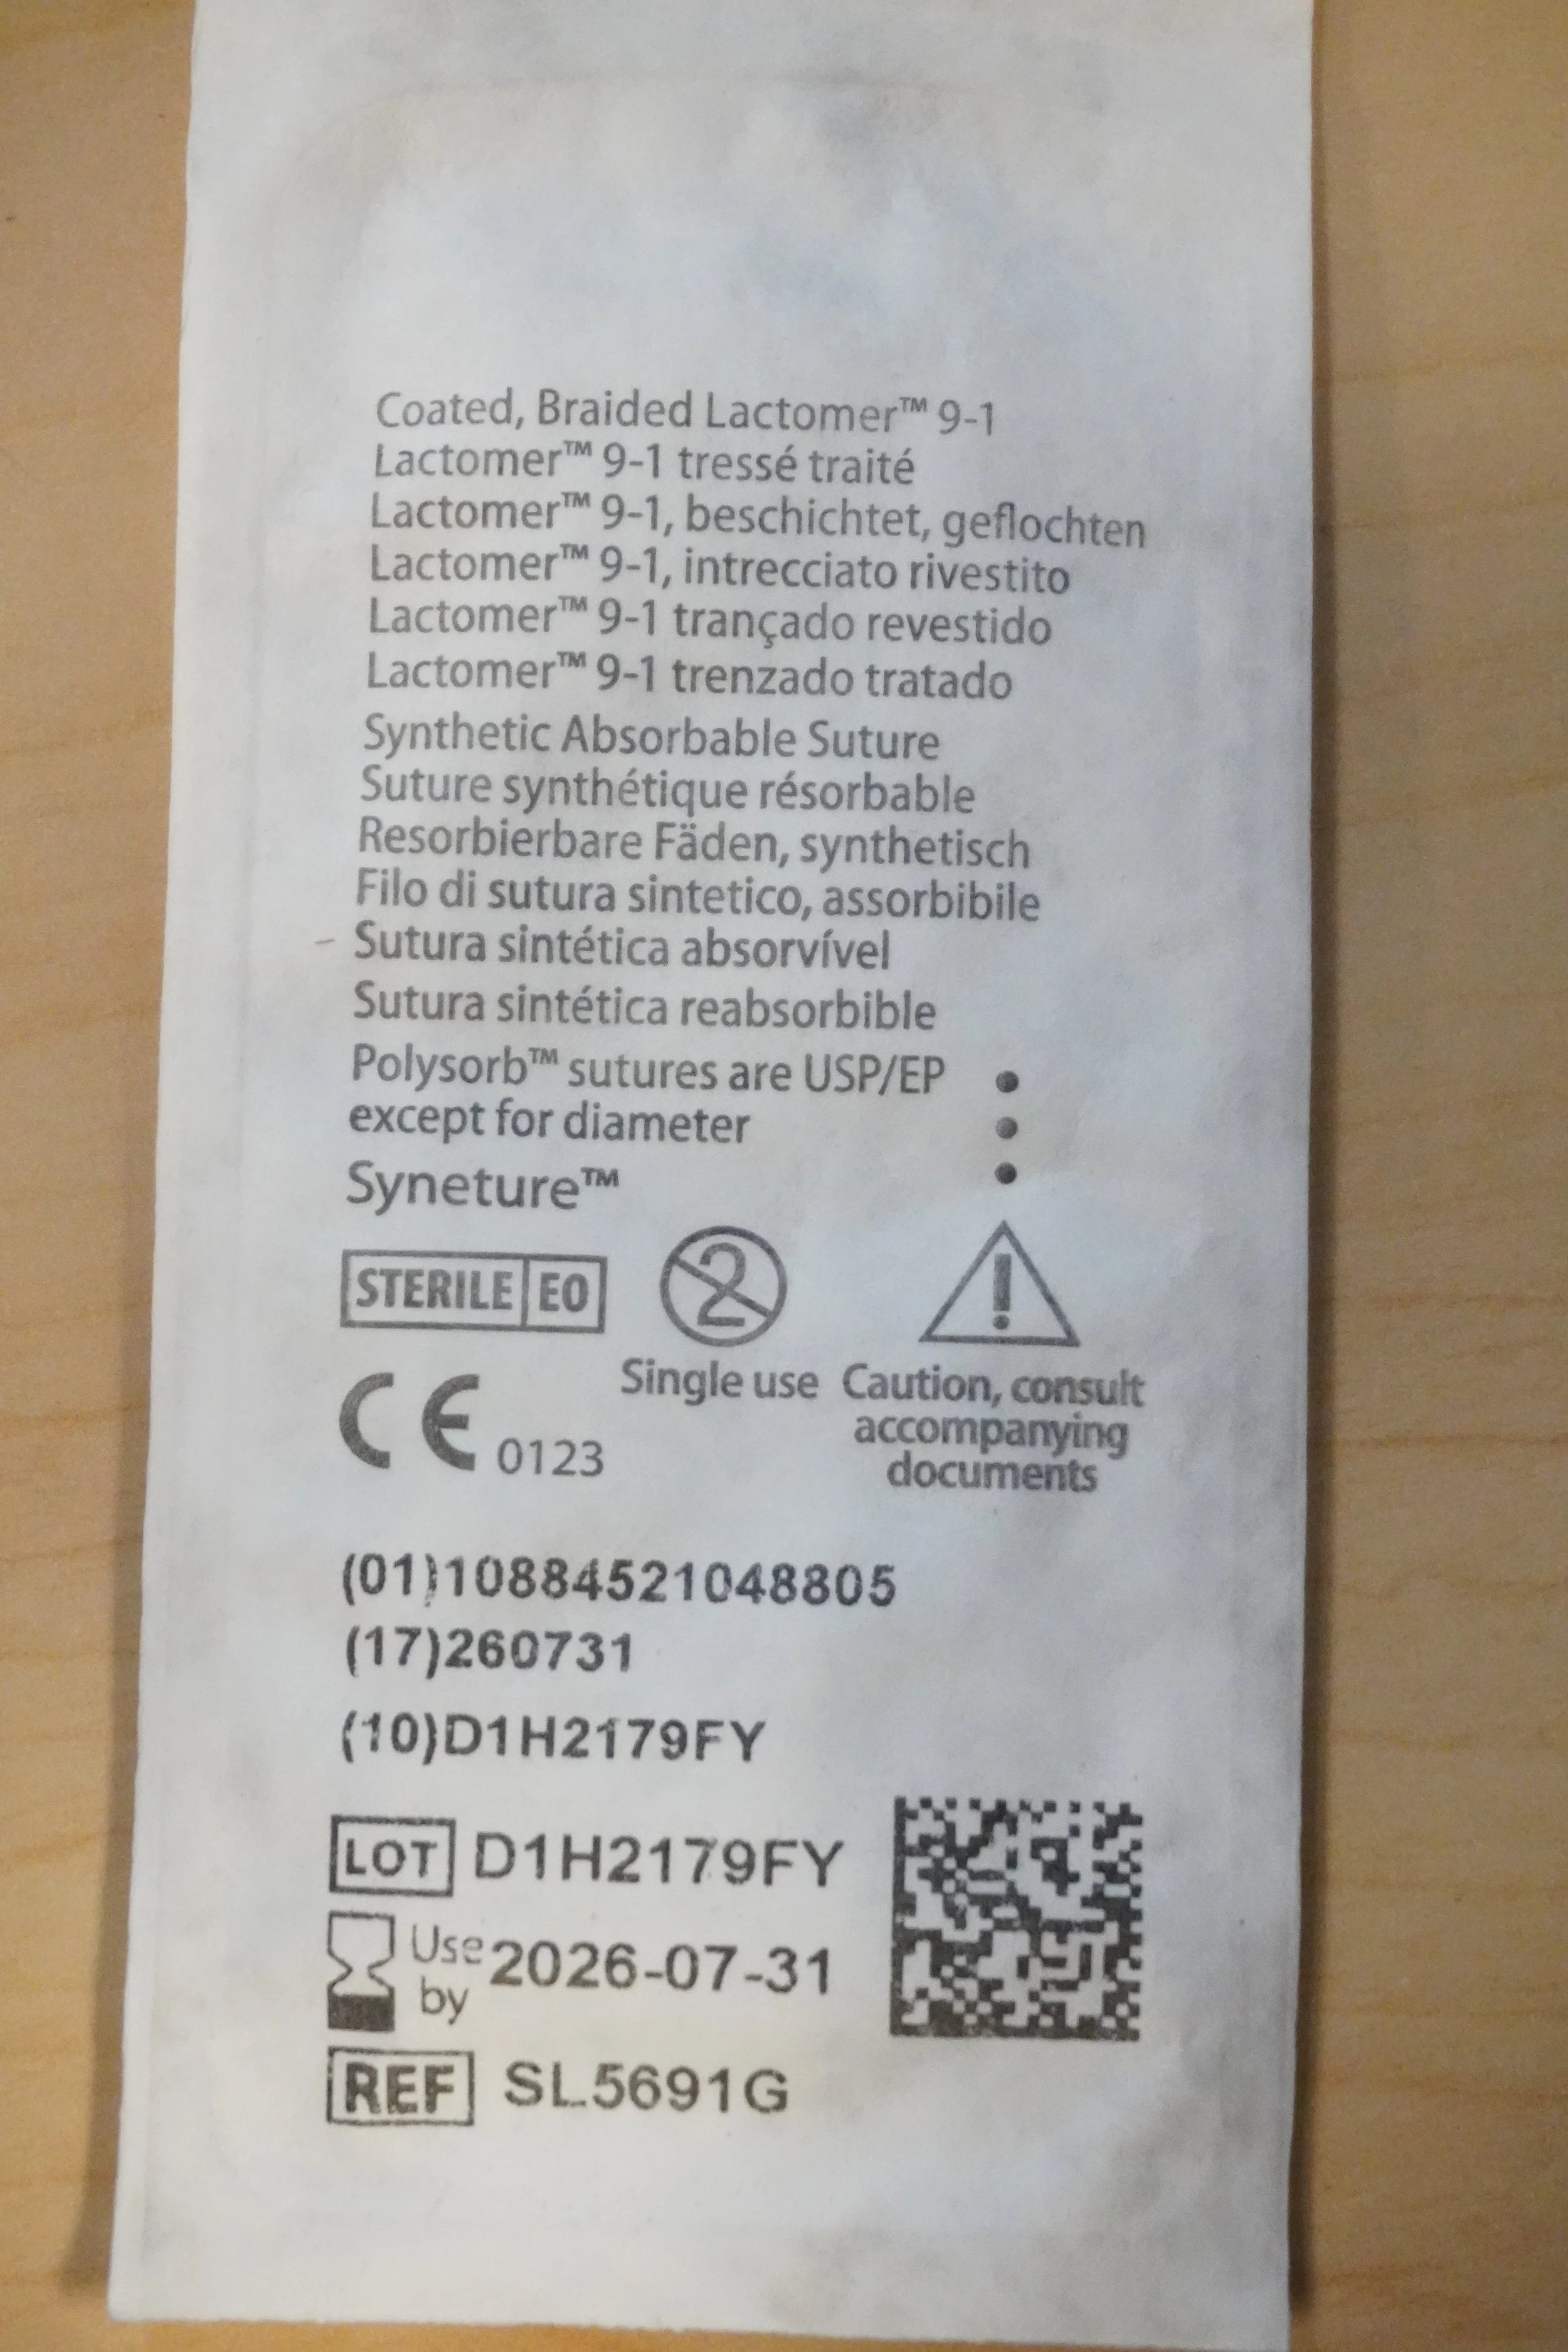 Coated, Braided Lactomer™ 9-1
Lactomer™ 9-1 tressé traité
Lactomer™ 9-1, beschichtet, geflochten
Lactomer™ 9-1, intrecciato rivestito
Lactomer™ 9-1 trançado revestido
Lactomer™ 9-1 trenzado tratado
Synthetic Absorbable Suture
Suture synthétique résorbable
Resorbierbare Fäden, synthetisch
Filo di sutura sintetico, assorbibile
Sutura sintética absorvível
Sutura sintética reabsorbible
Polysorb™ sutures are USP/EP
except for diameter
Syneture™
STERILE EO
2
Single use
!
Caution, consult
accompanying
documents
CE 0123
(01)10884521048805
(17)260731
(10)D1H2179FY
LOT D1H2179FY
Use by 2026-07-31
REF SL5691G